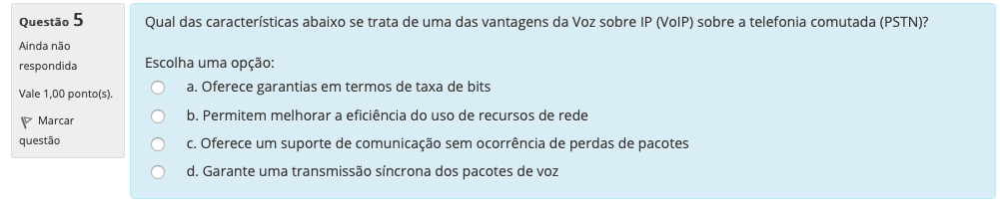 Questão 5
Ainda não
respondida
Vale 1,00 ponto(s).
Marcar
questão
Qual das características abaixo se trata de uma das vantagens da Voz sobre IP (VoIP) sobre a telefonia comutada (PSTN)?
Escolha uma opção:
a. Oferece garantias em termos de taxa de bits
b. Permitem melhorar a eficiência do uso de recursos de rede
c. Oferece um suporte de comunicação sem ocorrência de perdas de pacotes
d. Garante uma transmissão síncrona dos pacotes de voz